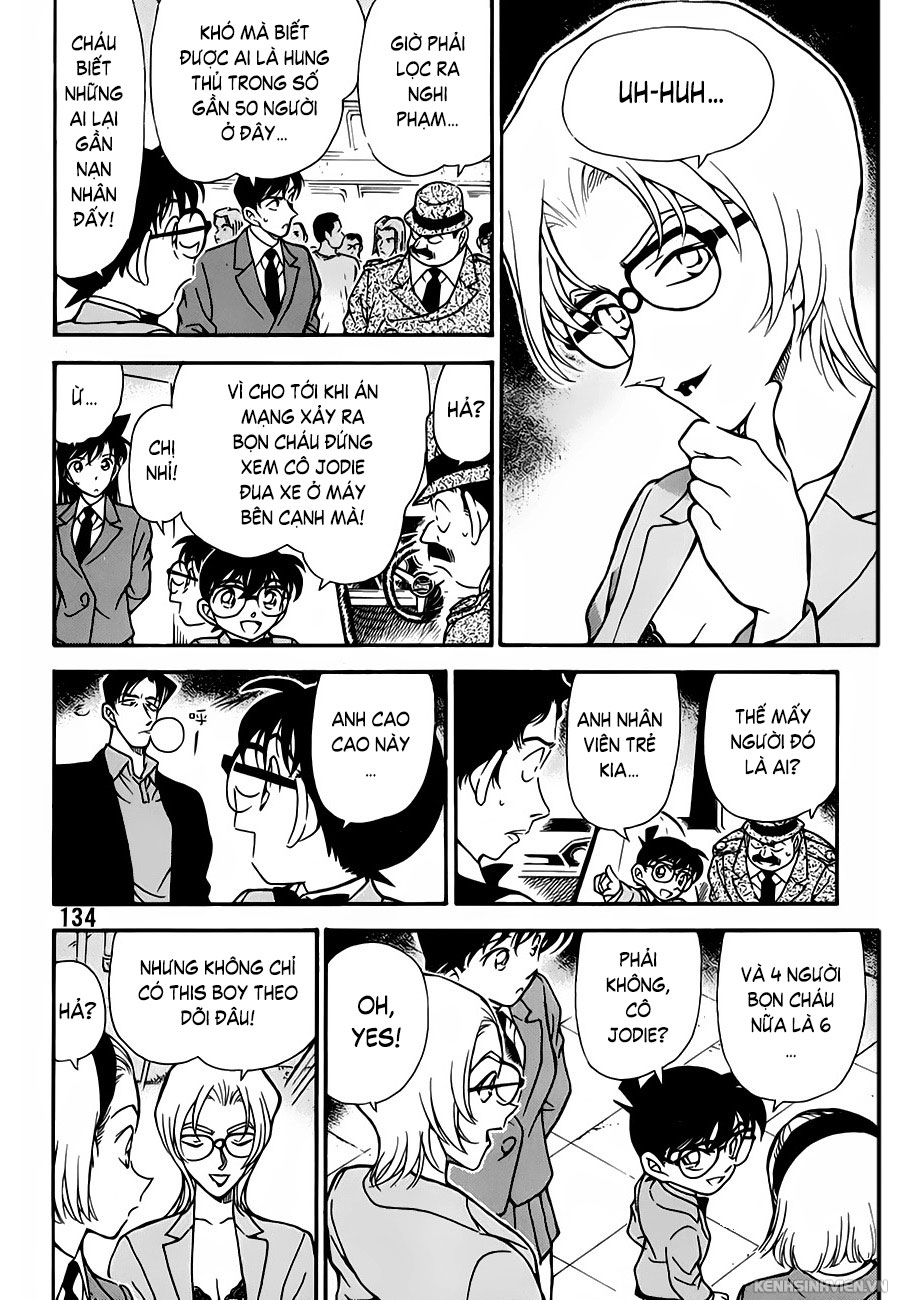 UH-HUH...
GIỜ PHẢI
LỌC RA
NGHI
PHẠM...
KHÓ MÀ BIẾT
ĐƯỢC AI LÀ HUNG
THỦ TRONG SỐ
GẦN 50 NGƯỜI
Ở ĐÂY...
CHÁU
BIẾT
NHỮNG
AI LẠI
GẦN
NẠN
NHÂN
ĐẤY!
HẢ?
VÌ CHO TỚI KHI ÁN
MẠNG XẢY RA
BỌN CHÁU ĐỨNG
XEM CÔ JODIE
ĐUA XE Ở MÁY
BÊN CẠNH MÀ!
CHỊ
NHỈ!
Ừ...
THẾ MẤY
NGƯỜI ĐÓ
LÀ AI?
ANH NHÂN
VIÊN TRẺ
KIA...
ANH CAO
CAO NÀY
...
呼
134
VÀ 4 NGƯỜI
BỌN CHÁU
NỮA LÀ 6
...
PHẢI
KHÔNG,
CÔ
JODIE?
OH,
YES!
NHƯNG KHÔNG CHỈ
CÓ THIS BOY THEO
DÕI ĐÂU!
HẢ?
KENHSINHVIEN.VN